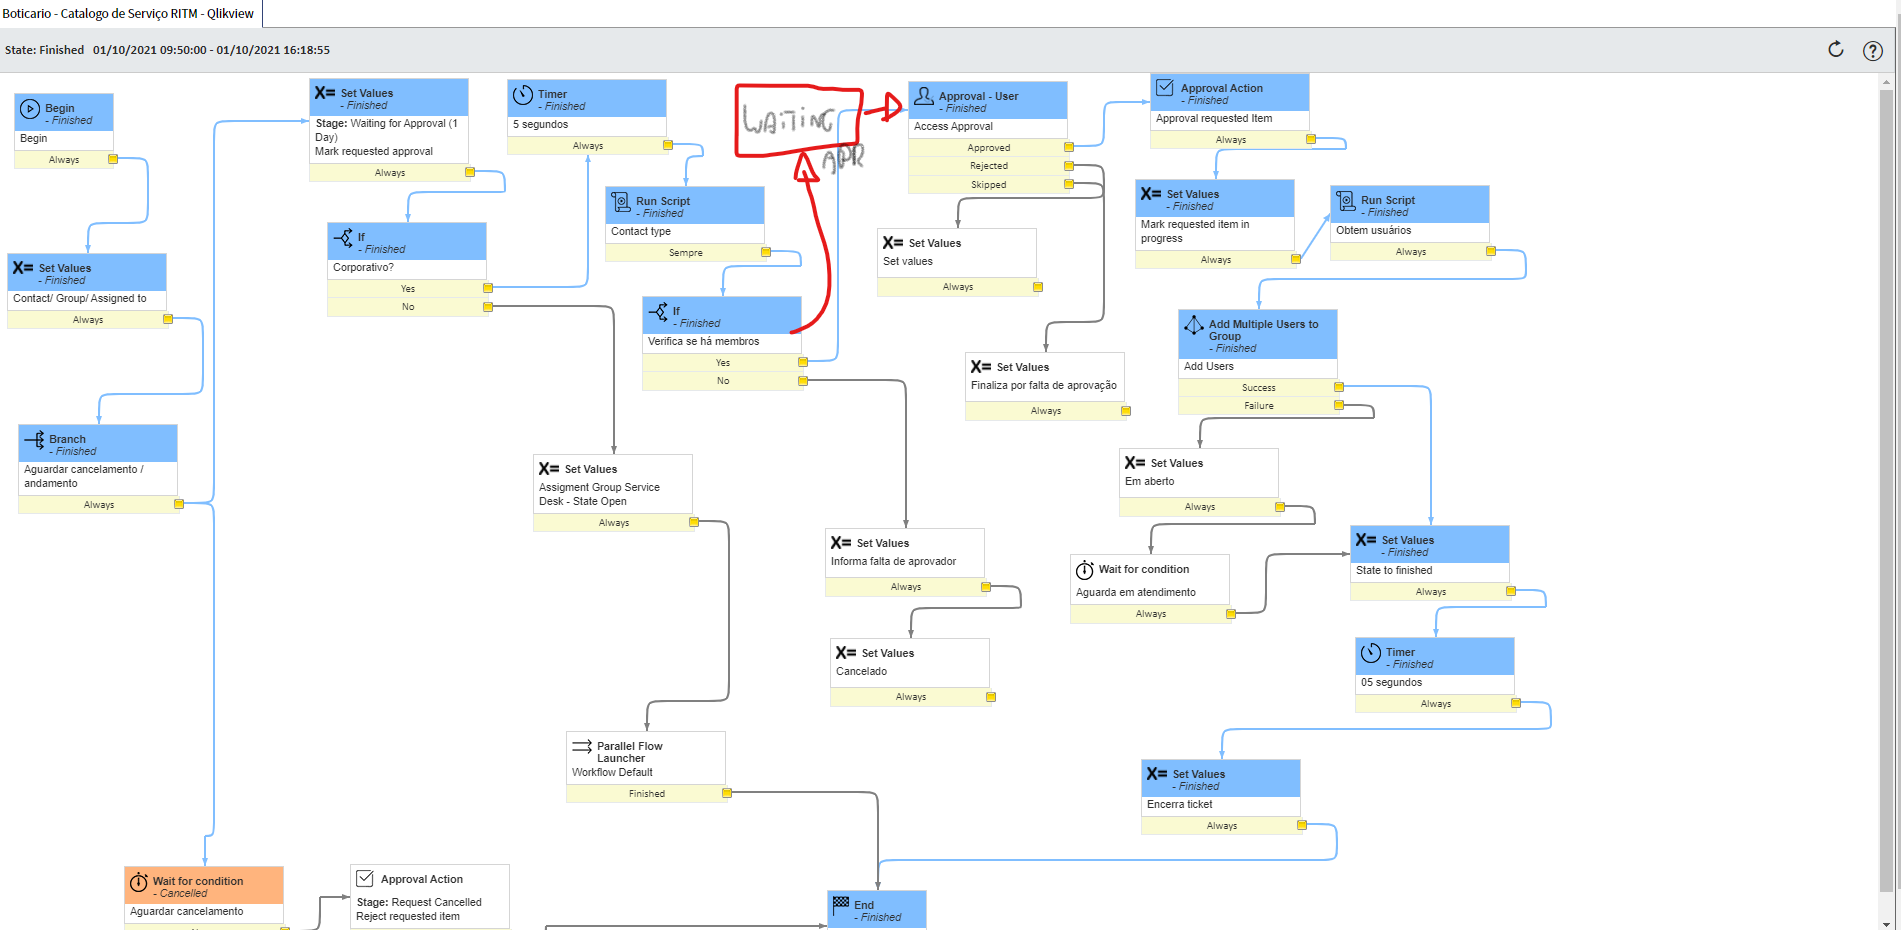 Boticario - Catalogo de Serviço RITM - Qlikview
State: Finished 01/10/2021 09:50:00 - 01/10/2021 16:18:55
Begin
- Finished
Begin
Always
Set Values
- Finished
Contact/ Group/ Assigned to
Always
Branch
- Finished
Aguardar cancelamento /
andamento
Always
Set Values
- Finished
Stage: Waiting for Approval (1
Day)
Mark requested approval
Always
If
- Finished
Corporativo?
Yes
No
Timer
- Finished
5 segundos
Always
Run Script
- Finished
Contact type
Sempre
If
- Finished
Verifica se há membros
Yes
No
WAITING
APR
Approval - User
- Finished
Access Approval
Approved
Rejected
Skipped
Set Values
Set values
Always
Set Values
Finaliza por falta de aprovação
Always
Approval Action
- Finished
Approval requested Item
Always
Set Values
- Finished
Mark requested item in
progress
Always
Run Script
- Finished
Obtem usuários
Always
Add Multiple Users to
Group
- Finished
Add Users
Success
Failure
Set Values
Em aberto
Always
Wait for condition
Aguarda em atendimento
Always
Set Values
- Finished
State to finished
Always
Timer
- Finished
05 segundos
Always
Set Values
- Finished
Encerra ticket
Always
Set Values
Assigment Group Service
Desk - State Open
Always
Set Values
Informa falta de aprovador
Always
Set Values
Cancelado
Always
Parallel Flow
Launcher
Workflow Default
Finished
Wait for condition
- Cancelled
Aguardar cancelamento
Approval Action
Stage: Request Cancelled
Reject requested item
End
- Finished